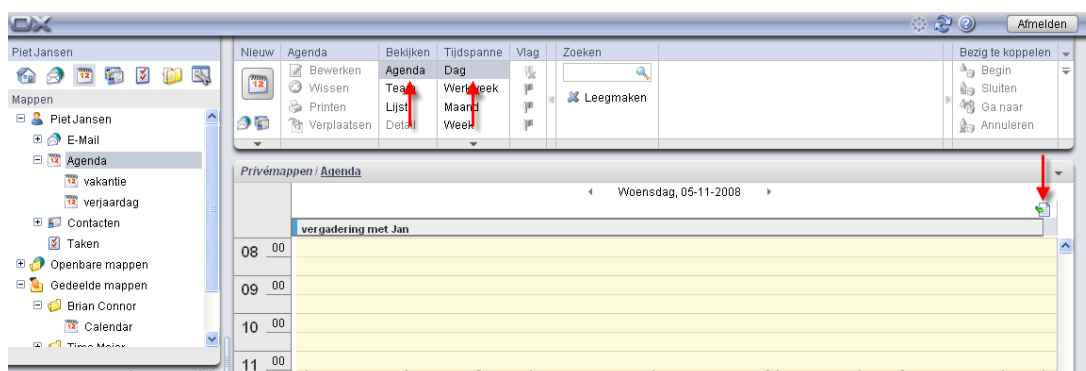 OX
Afmelden
Piet Jansen
Nieuw Agenda Bekijken Tijdspanne Vlag Zoeken Bezig te koppelen
Bewerken Agenda Dag Begin
Wissen Team Werkweek Leegmaken Sluiten
Printen Lijst Maand Ga naar
Verplaatsen Detail Week Annuleren
Mappen
Piet Jansen
E-Mail
Agenda
vakantie
verjaardag
Contacten
Taken
Openbare mappen
Gedeelde mappen
Brian Connor
Calendar
Privémappen / Agenda
Woensdag, 05-11-2008
vergadering met Jan
08 00
09 00
10 00
11 00